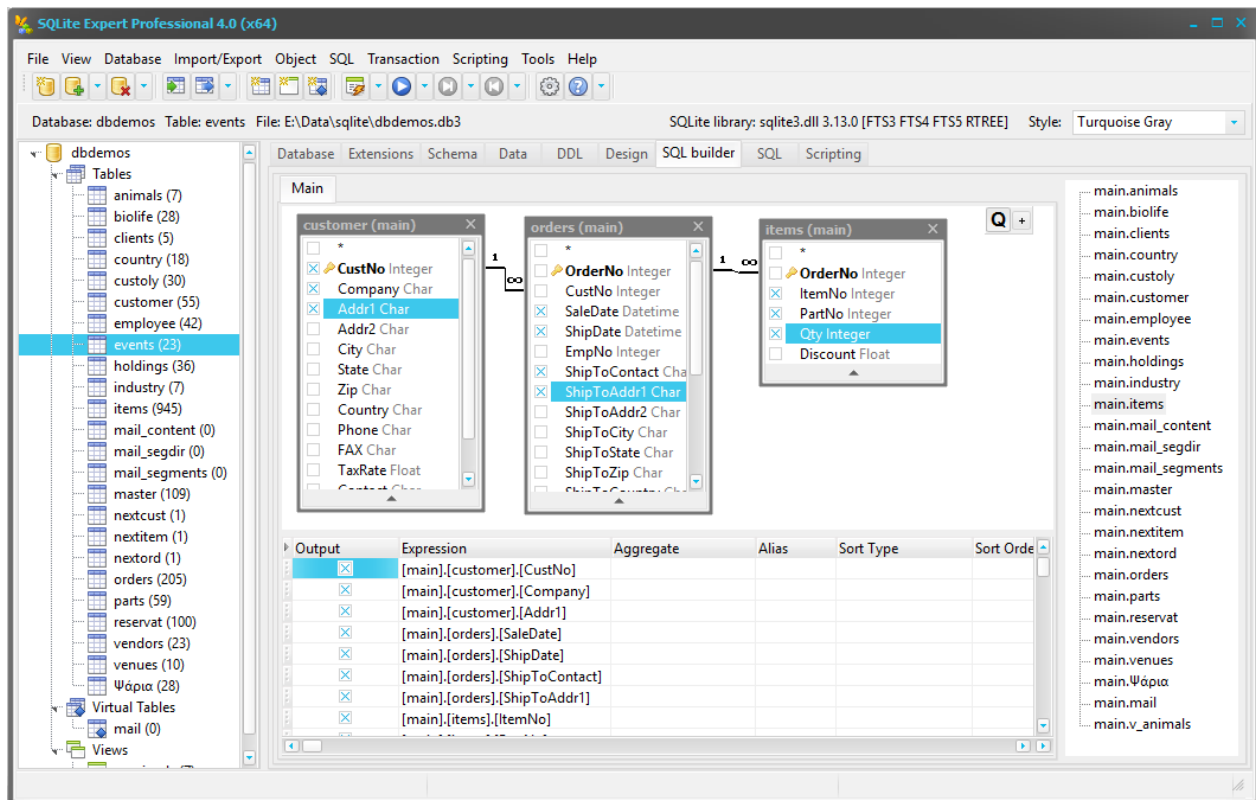 SQLite Expert Professional 4.0 (x64)
File View Database Import/Export Object SQL Transaction Scripting Tools Help
Database: dbdemos Table: events File: E:\Data\sqlite\dbdemos.db3
SQLite library: sqlite3.dll 3.13.0 [FTS3 FTS4 FTS5 RTREE] Style: Turquoise Gray
dbdemos
Tables
animals (7)
biolife (28)
clients (5)
country (18)
custoly (30)
customer (55)
employee (42)
events (23)
holdings (36)
industry (7)
items (945)
mail_content (0)
mail_segdir (0)
mail_segments (0)
master (109)
nextcust (1)
nextitem (1)
nextord (1)
orders (205)
parts (59)
reservat (100)
vendors (23)
venues (10)
Ψάρια (28)
Virtual Tables
mail (0)
Views
Database Extensions Schema Data DDL Design SQL builder SQL Scripting
Main
customer (main)
*
CustNo Integer
Company Char
Addr1 Char
Addr2 Char
City Char
State Char
Zip Char
Country Char
Phone Char
FAX Char
TaxRate Float
1
∞
orders (main)
*
OrderNo Integer
CustNo Integer
SaleDate Datetime
ShipDate Datetime
EmpNo Integer
ShipToContact Cha
ShipToAddr1 Char
ShipToAddr2 Char
ShipToCity Char
ShipToState Char
ShipToZip Char
1 ∞
items (main)
*
OrderNo Integer
ItemNo Integer
PartNo Integer
Qty Integer
Discount Float
Q +
Output Expression Aggregate Alias Sort Type Sort Orde
[main].[customer].[CustNo]
[main].[customer].[Company]
[main].[customer].[Addr1]
[main].[orders].[SaleDate]
[main].[orders].[ShipDate]
[main].[orders].[ShipToContact]
[main].[orders].[ShipToAddr1]
[main].[items].[ItemNo]
main.animals
main.biolife
main.clients
main.country
main.custoly
main.customer
main.employee
main.events
main.holdings
main.industry
main.items
main.mail_content
main.mail_segdir
main.mail_segments
main.master
main.nextcust
main.nextitem
main.nextord
main.orders
main.parts
main.reservat
main.vendors
main.venues
main.Ψάρια
main.mail
main.v_animals